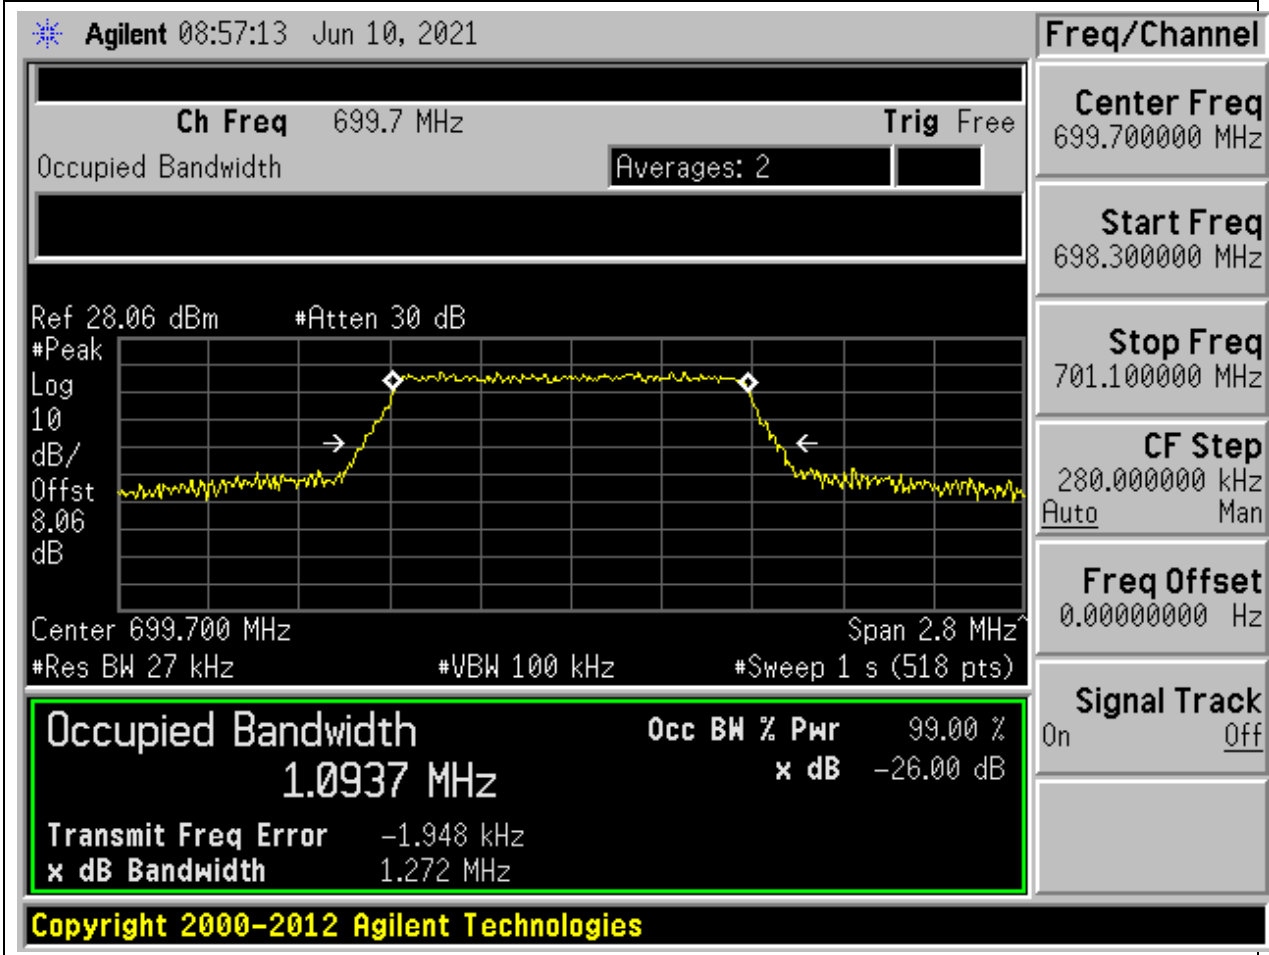 Agilent 08:57:13 Jun 10, 2021
Freq/Channel
Ch Freq 699.7 MHz Trig Free
Occupied Bandwidth Averages: 2
Center Freq
699.700000 MHz
Start Freq
698.300000 MHz
Stop Freq
701.100000 MHz
CF Step
280.000000 kHz
Auto Man
Freq Offset
0.00000000 Hz
Signal Track
On Off
Ref 28.06 dBm #Atten 30 dB
#Peak
Log
10
dB/
Offst
8.06
dB
Center 699.700 MHz Span 2.8 MHz^
#Res BW 27 kHz #VBW 100 kHz #Sweep 1 s (518 pts)
Occupied Bandwidth Occ BW % Pwr 99.00 %
1.0937 MHz x dB -26.00 dB
Transmit Freq Error -1.948 kHz
x dB Bandwidth 1.272 MHz
Copyright 2000-2012 Agilent Technologies